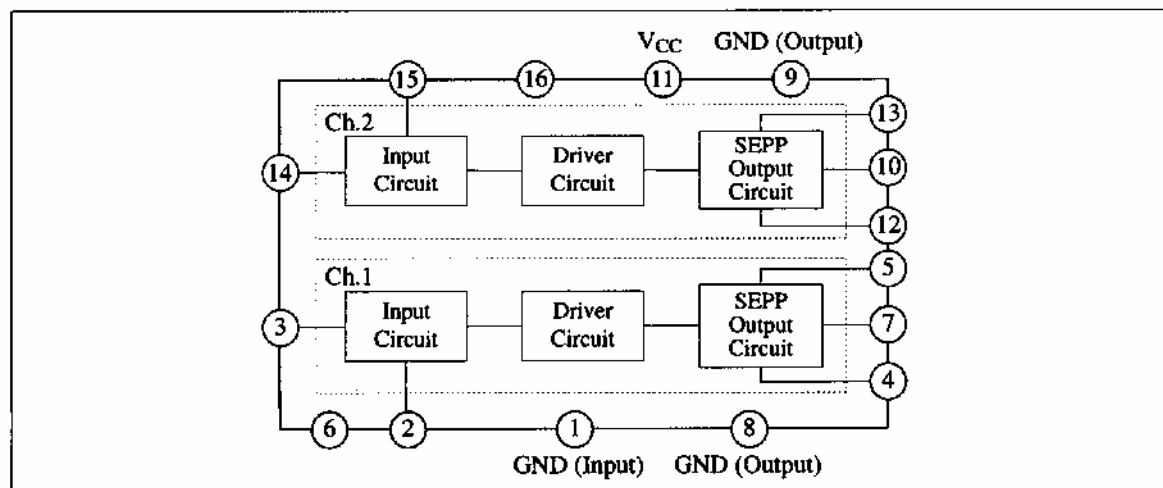 V_CC GND (Output)
15 16 11 9
Ch.2
13
Input Circuit
Driver Circuit
SEPP Output Circuit
14
10
12
Ch.1
5
Input Circuit
Driver Circuit
SEPP Output Circuit
3
7
4
6 2 1 8
GND (Input) GND (Output)